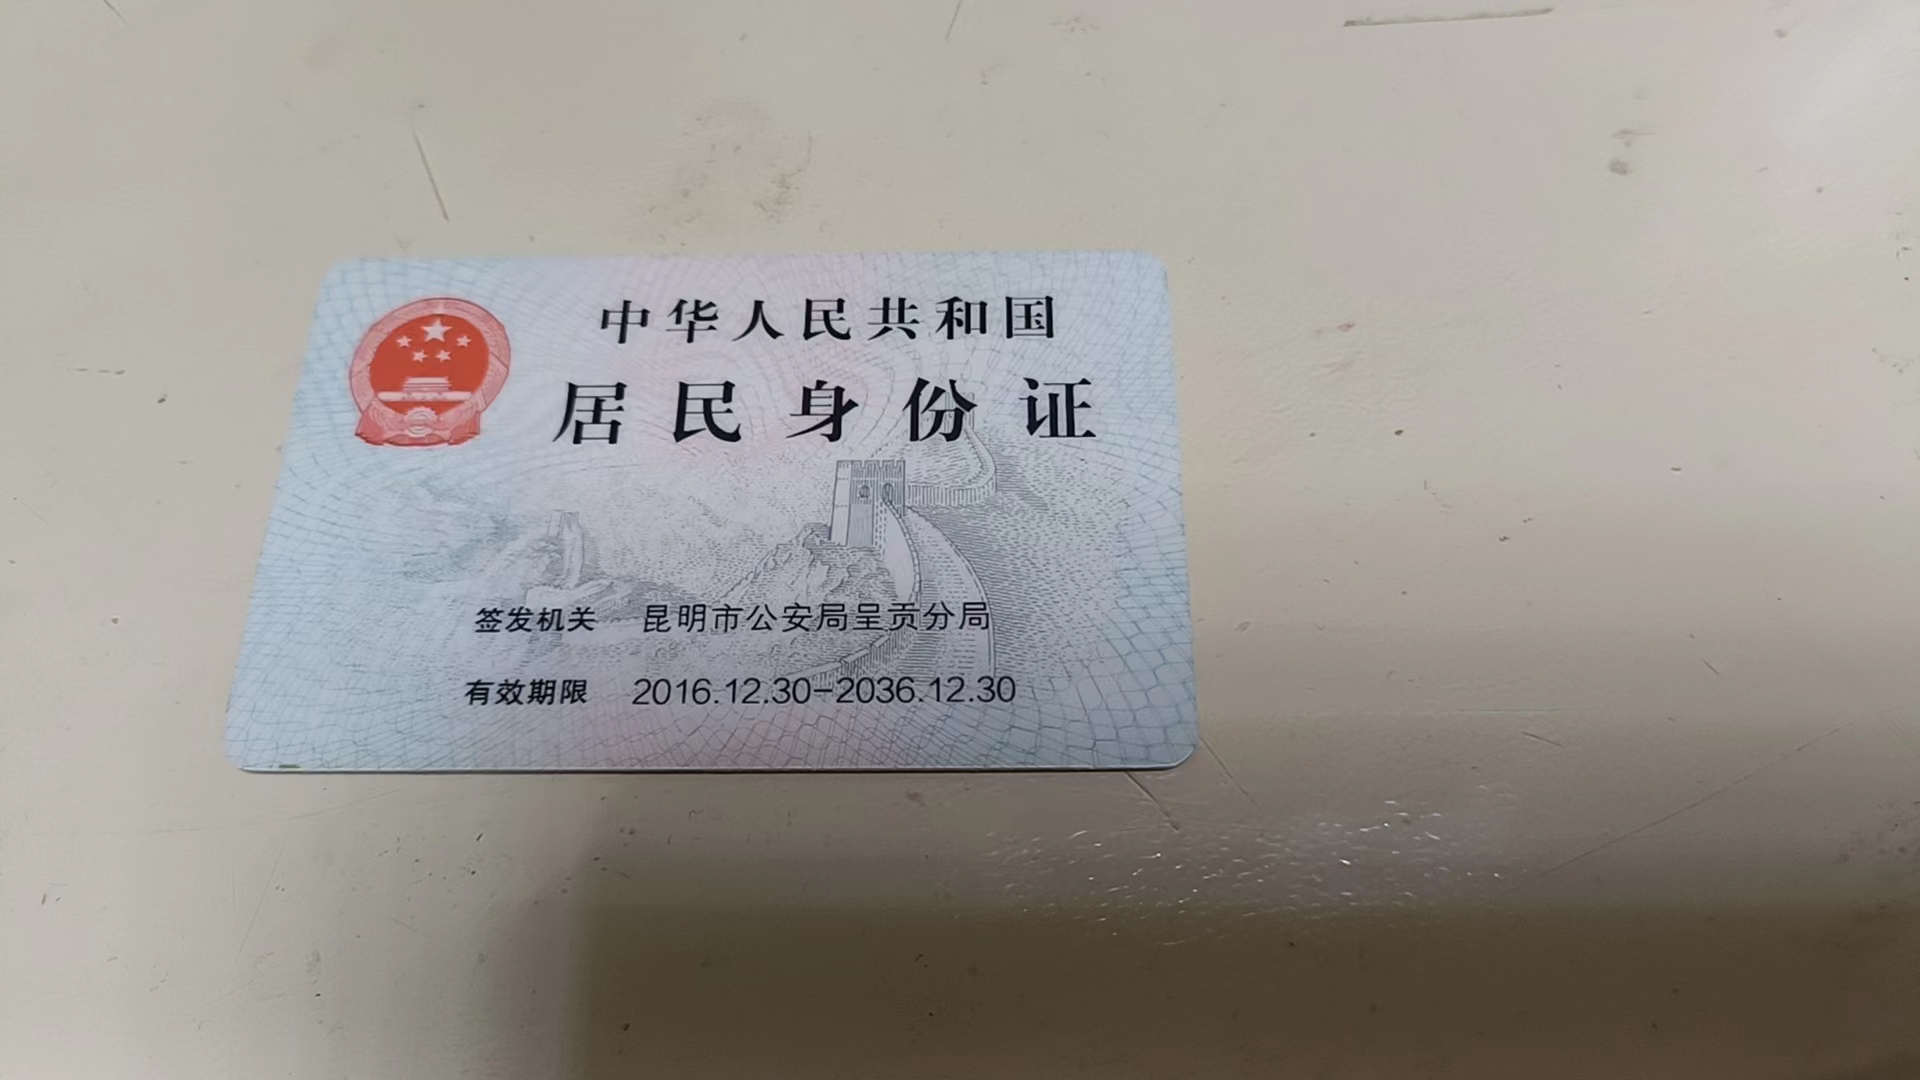 中华人民共和国
居民身份证
签发机关 昆明市公安局呈贡分局
有效期限 2016.12.30-2036.12.30